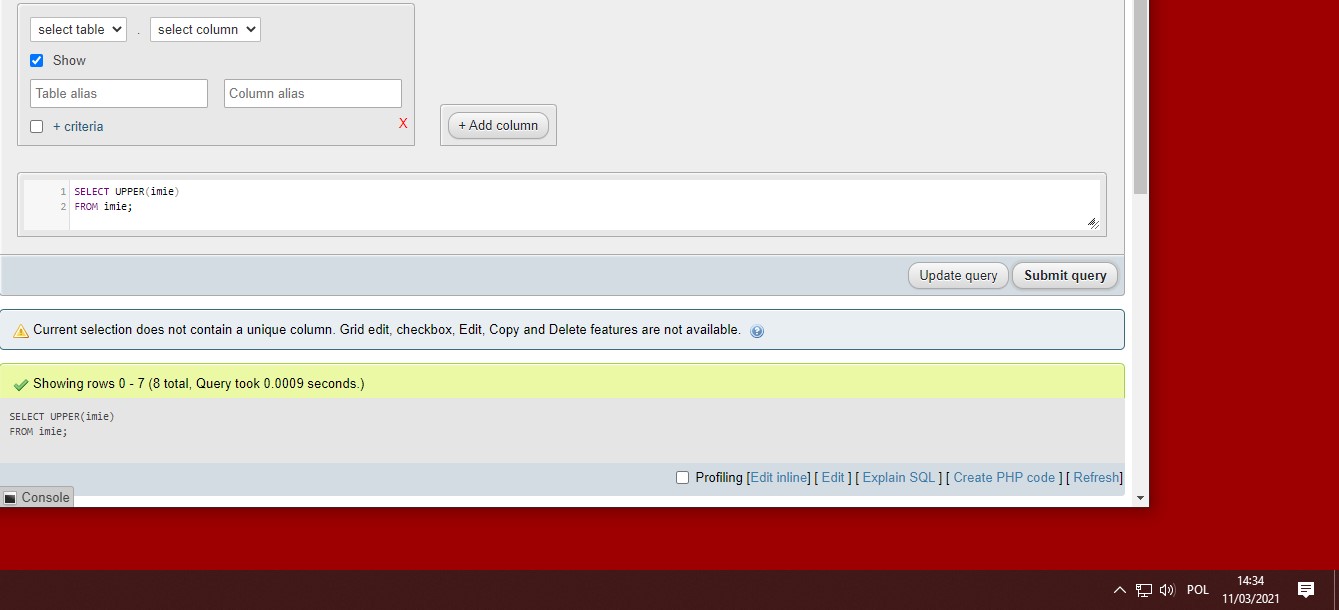 select table . select column
Show
Table alias Column alias
+ criteria X + Add column
1 SELECT UPPER(imie)
2 FROM imie;
Update query Submit query
Current selection does not contain a unique column. Grid edit, checkbox, Edit, Copy and Delete features are not available.
Showing rows 0 - 7 (8 total, Query took 0.0009 seconds.)
SELECT UPPER(imie)
FROM imie;
Profiling [Edit inline] [ Edit ] [ Explain SQL ] [ Create PHP code ] [ Refresh]
Console
POL 14:34
11/03/2021